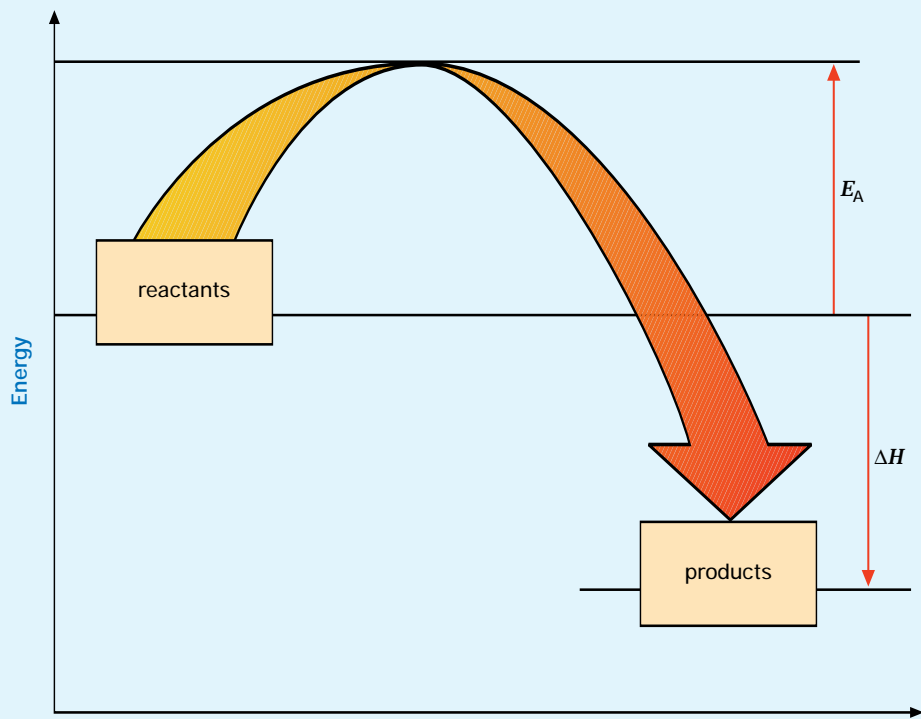 E_A
reactants
Energy
ΔH
products